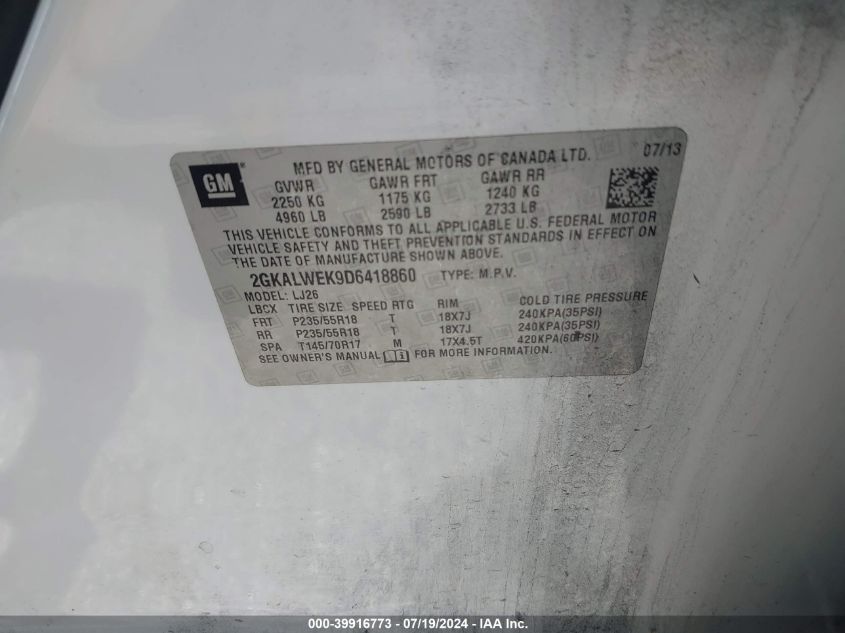 GM
MFD BY GENERAL MOTORS OF CANADA LTD. 07/13
GVWR GAWR FRT GAWR RR
2250 KG 1175 KG 1240 KG
4960 LB 2590 LB 2733 LB
THIS VEHICLE CONFORMS TO ALL APPLICABLE U.S. FEDERAL MOTOR
VEHICLE SAFETY AND THEFT PREVENTION STANDARDS IN EFFECT ON
THE DATE OF MANUFACTURE SHOWN ABOVE.
2GKALWEK9D6418860 TYPE: M.P.V.
MODEL: LJ26
LBCX TIRE SIZE SPEED RTG RIM COLD TIRE PRESSURE
FRT P235/55R18 T 18X7J 240KPA(35PSI)
RR P235/55R18 T 18X7J 240KPA(35PSI)
SPA T145/70R17 M 17X4.5T 420KPA(60PSI)
SEE OWNER'S MANUAL FOR MORE INFORMATION.
000-39916773 - 07/19/2024 - IAAI.com